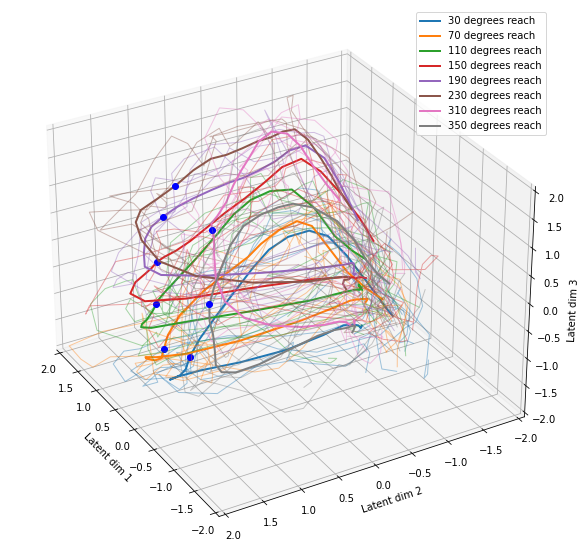 30 degrees reach
70 degrees reach
110 degrees reach
150 degrees reach
190 degrees reach
230 degrees reach
310 degrees reach
350 degrees reach
2.0
1.5
1.0
0.5
0.0
−0.5
−1.0
−1.5
−2.0
Latent dim 3
2.0
1.5
1.0
0.5
0.0
−0.5
−1.0
−1.5
−2.0
Latent dim 1
2.0
1.5
1.0
0.5
0.0
−0.5
−1.0
−1.5
−2.0
Latent dim 2